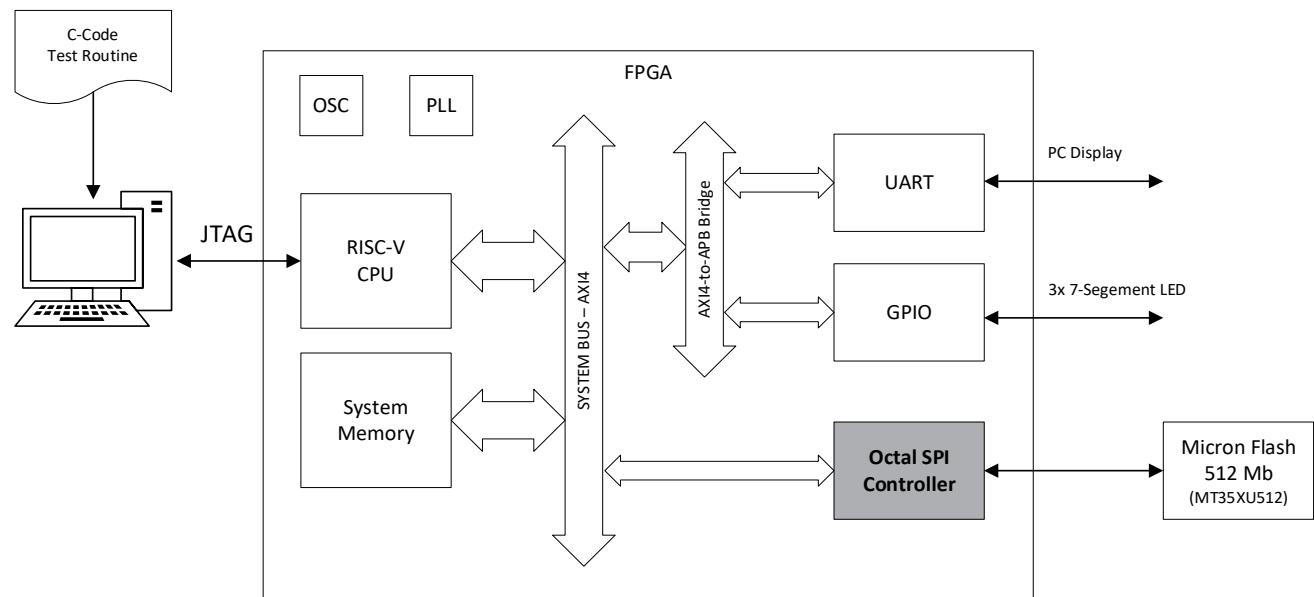 C-Code
Test Routine
FPGA
OSC
PLL
JTAG
RISC-V
CPU
System
Memory
SYSTEM BUS – AXI4
AXI4-to-APB Bridge
UART
PC Display
GPIO
3x 7-Segement LED
Octal SPI
Controller
Micron Flash
512 Mb
(MT35XU512)